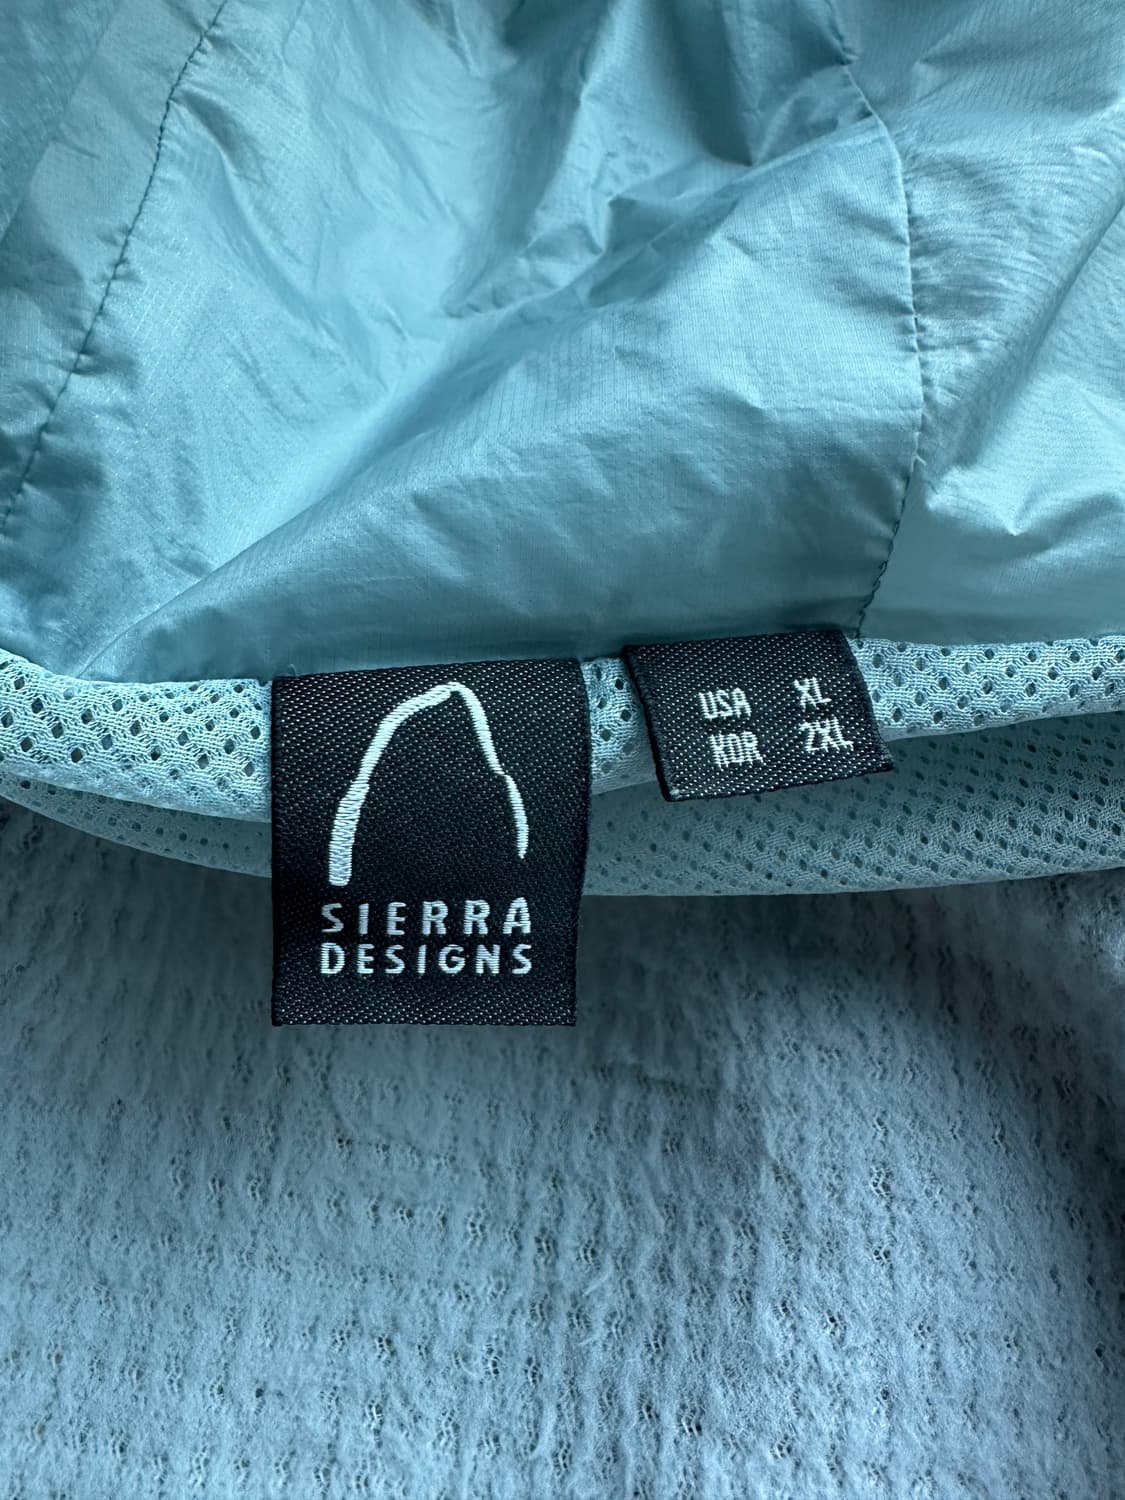 SIERRA
DESIGNS
USA XL
KOR 2XL